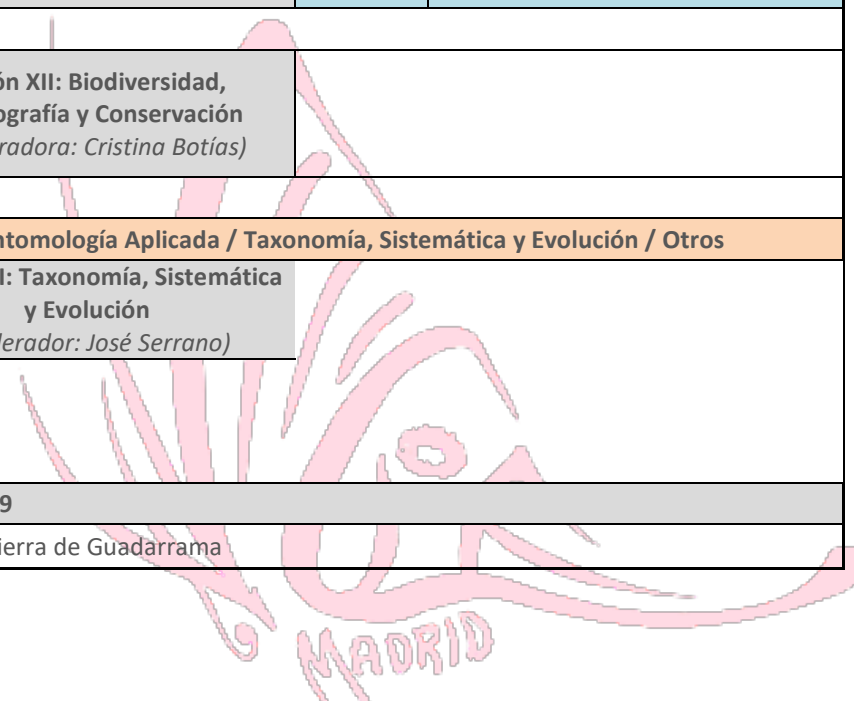 ón XII: Biodiversidad,
ografía y Conservación
radora: Cristina Botías)
ntomología Aplicada / Taxonomía, Sistemática y Evolución / Otros
I: Taxonomía, Sistemática
y Evolución
lerador: José Serrano)
9
ierra de Guadarrama
MADRID